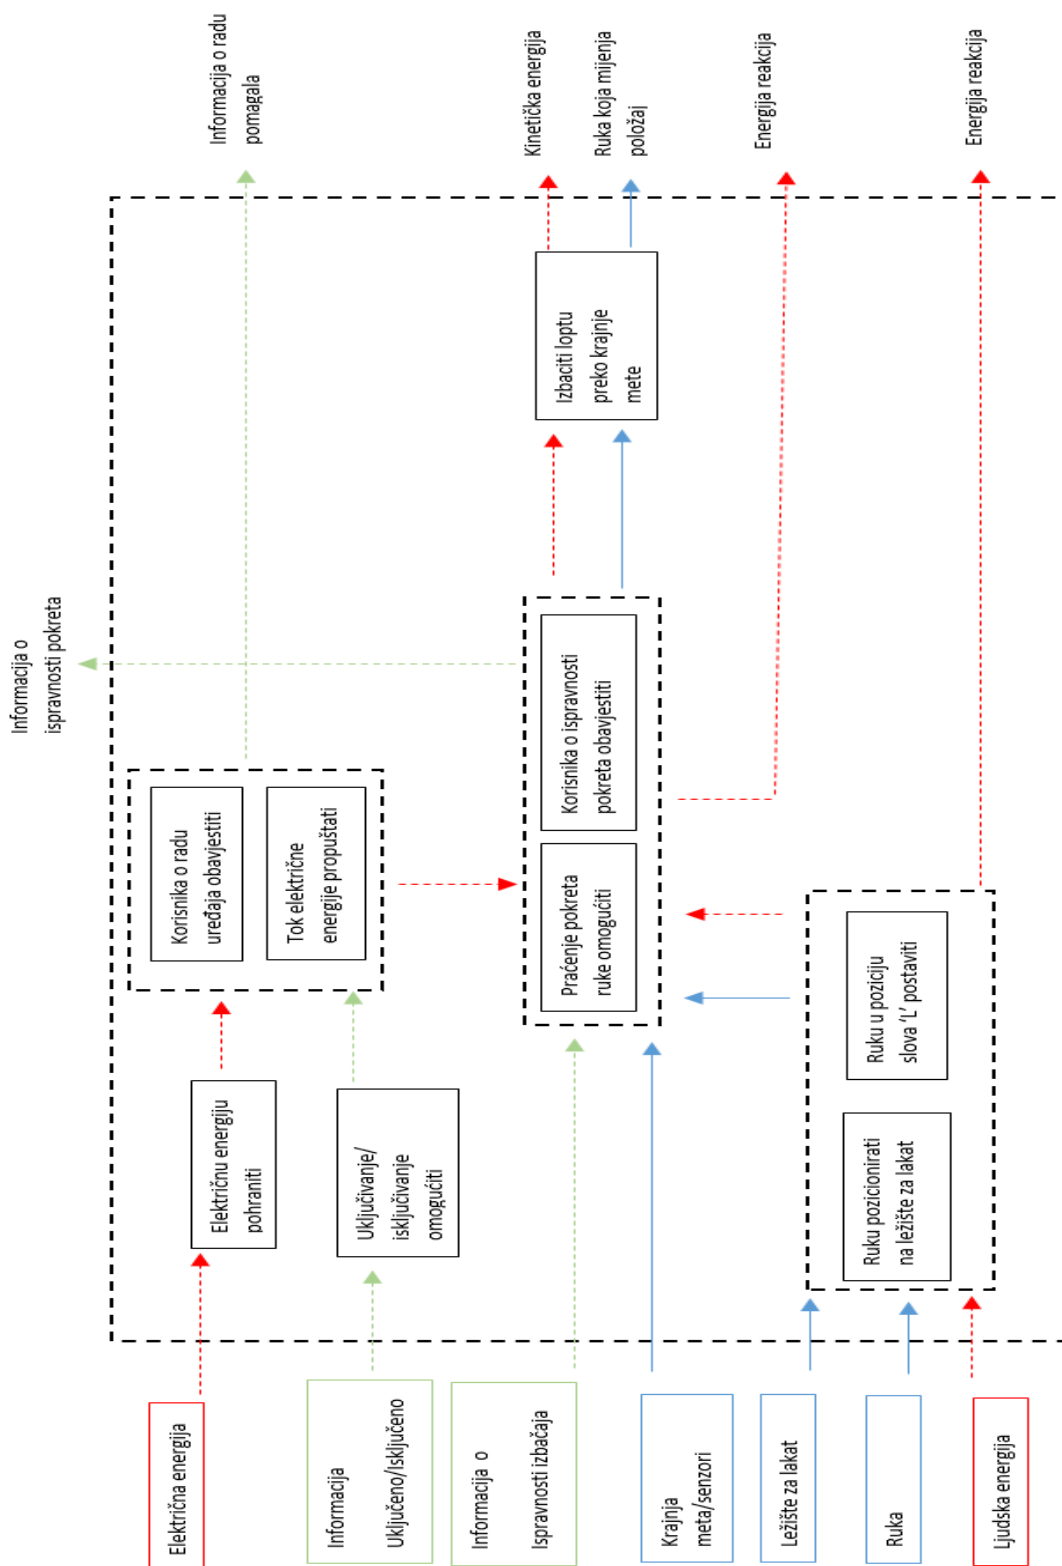 Informacija o
ispravnosti pokreta
Električna energija
Električnu energiju
pohraniti
Korisnika o radu
uređaja obavjestiti
Informacija o radu
pomagala
Informacija
Uključeno/Isključeno
Uključivanje/
isključivanje
omogućiti
Tok električne
energije propuštati
Informacija o
Ispravnosti izbačaja
Praćenje pokreta
ruke omogućiti
Korisnika o ispravnosti
pokreta obavjestiti
Izbaciti loptu
preko krajnje
mete
Kinetička energija
Ruka koja mijenja
položaj
Krajnja
meta/senzori
Ležište za lakat
Energija reakcija
Ruka
Ruku pozicionirati
na ležište za lakat
Ruku u poziciju
slova ‘L’ postaviti
Ljudska energija
Energija reakcija